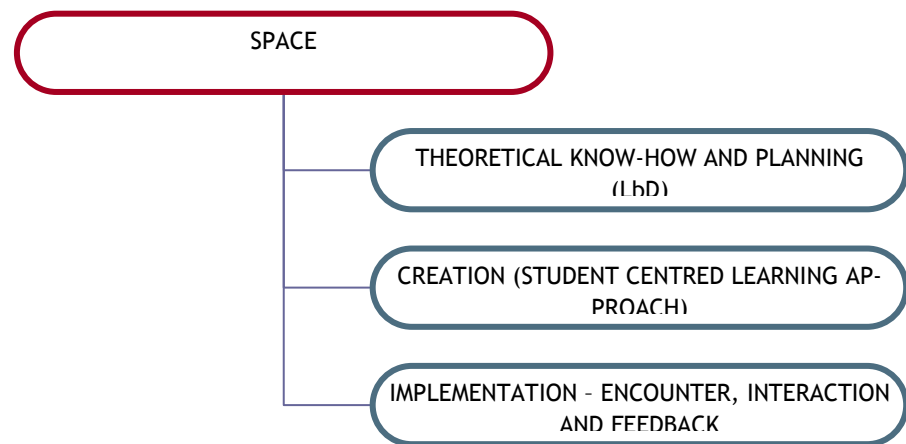 SPACE
THEORETICAL KNOW-HOW AND PLANNING
(LbD)
CREATION (STUDENT CENTRED LEARNING AP-
PROACH)
IMPLEMENTATION – ENCOUNTER, INTERACTION
AND FEEDBACK